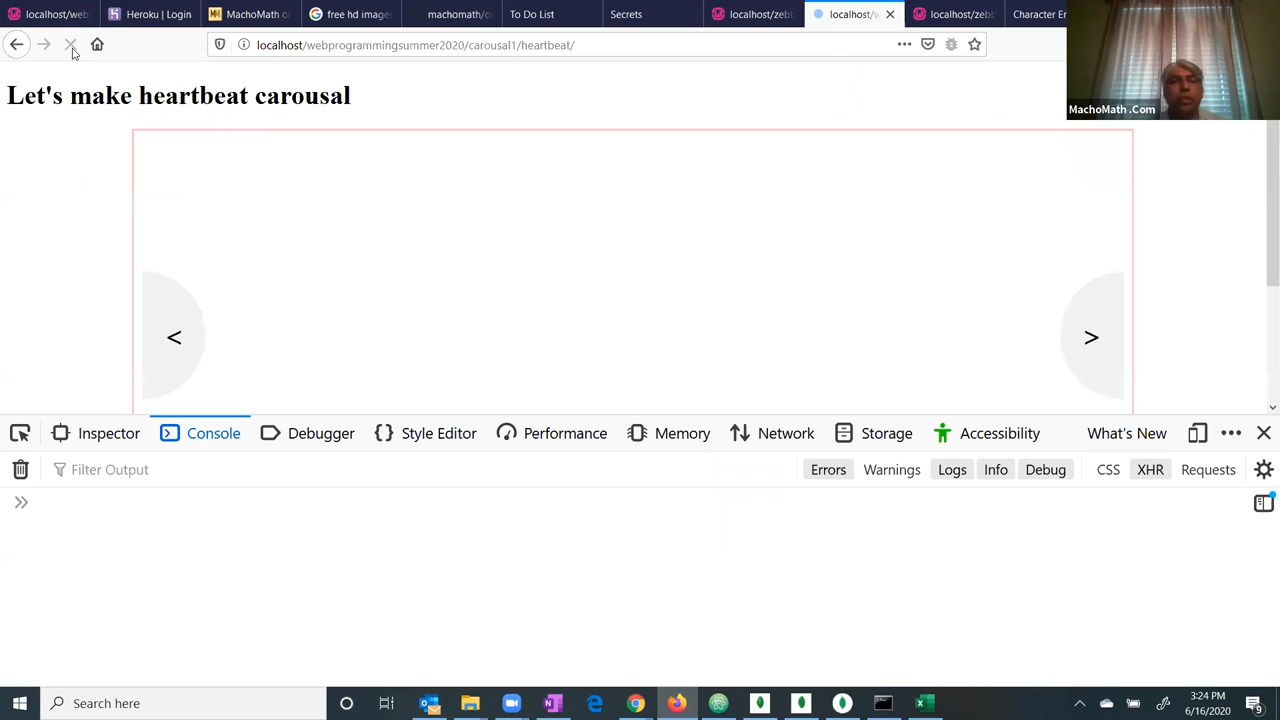 localhost/web
Heroku | Login
MachoMath c
free hd image
machomath/c
To Do List
Secrets
localhost/zebb
localhost/w
localhost/zebb
Character En
localhost/webprogrammingsummer2020/carousal1/heartbeat/
MachoMath .Com
Let's make heartbeat carousal
<
>
Inspector
Console
Debugger
Style Editor
Performance
Memory
Network
Storage
Accessibility
What's New
Filter Output
Errors
Warnings
Logs
Info
Debug
CSS
XHR
Requests
Search here
3:24 PM
6/16/2020
9